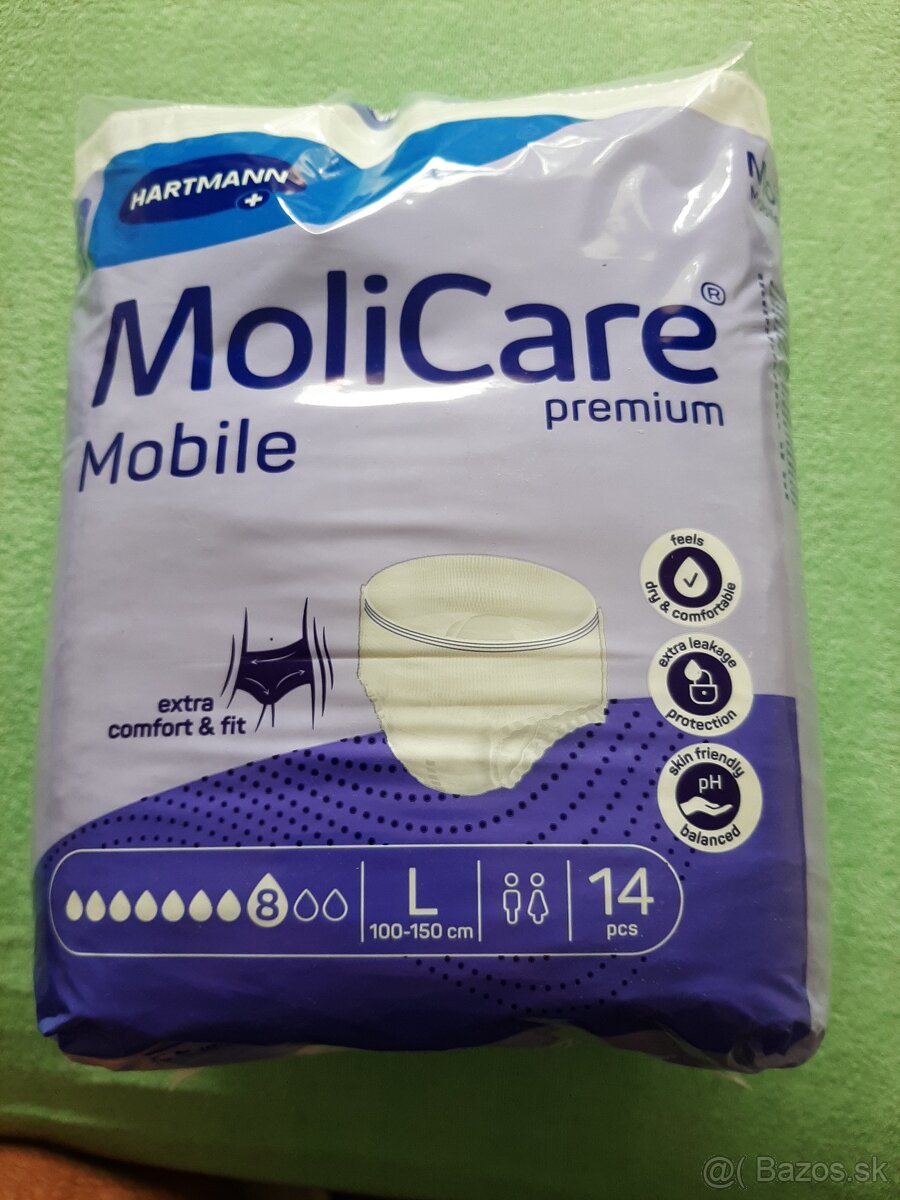 HARTMANN
MoliCare®
premium
Mobile
feels
dry & comfortable
extra leakage
protection
extra
comfort & fit
skin friendly
pH
balanced
8
L
100-150 cm
14
pcs
@( Bazos.sk